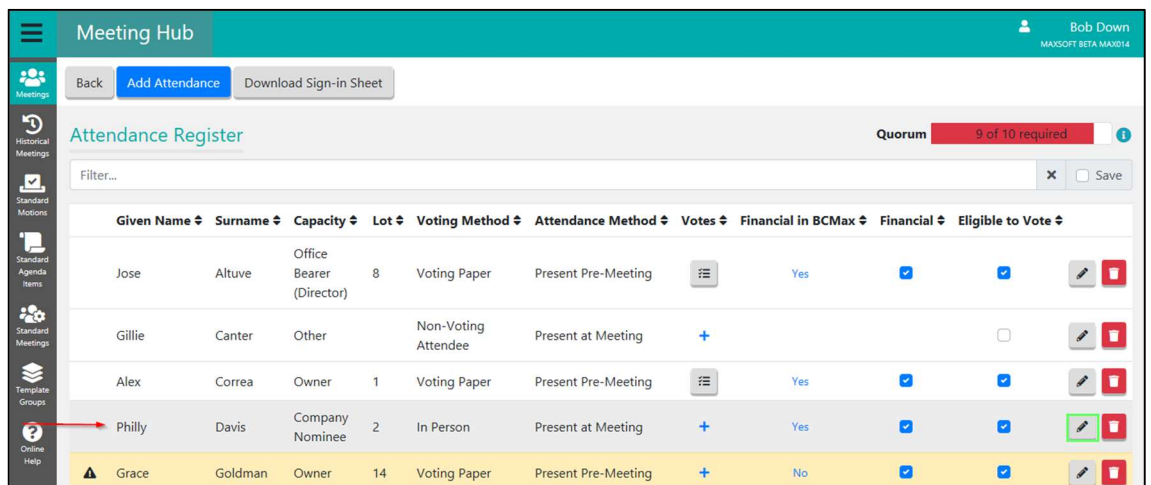 Meeting Hub
Bob Down
MAXSOFT BETA MAX014
Meetings
Historical
Meetings
Standard
Motions
Standard
Agenda
Items
Standard
Meetings
Template
Groups
Online
Help
Back Add Attendance Download Sign-in Sheet
Attendance Register
Quorum 9 of 10 required
Filter... Save
Given Name Surname Capacity Lot Voting Method Attendance Method Votes Financial in BCMax Financial Eligible to Vote
Jose Altuve Office Bearer (Director) 8 Voting Paper Present Pre-Meeting Yes
Gillie Canter Other Non-Voting Attendee Present at Meeting
Alex Correa Owner 1 Voting Paper Present Pre-Meeting Yes
Philly Davis Company Nominee 2 In Person Present at Meeting Yes
Grace Goldman Owner 14 Voting Paper Present Pre-Meeting No